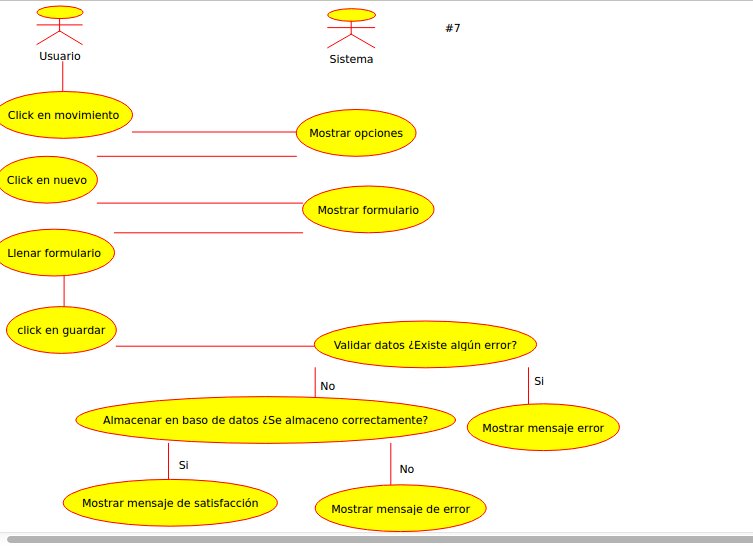 #7
Usuario
Sistema
Click en movimiento
Mostrar opciones
Click en nuevo
Mostrar formulario
Llenar formulario
click en guardar
Validar datos ¿Existe algún error?
No
Si
Almacenar en baso de datos ¿Se almaceno correctamente?
Mostrar mensaje error
Si
No
Mostrar mensaje de satisfacción
Mostrar mensaje de error